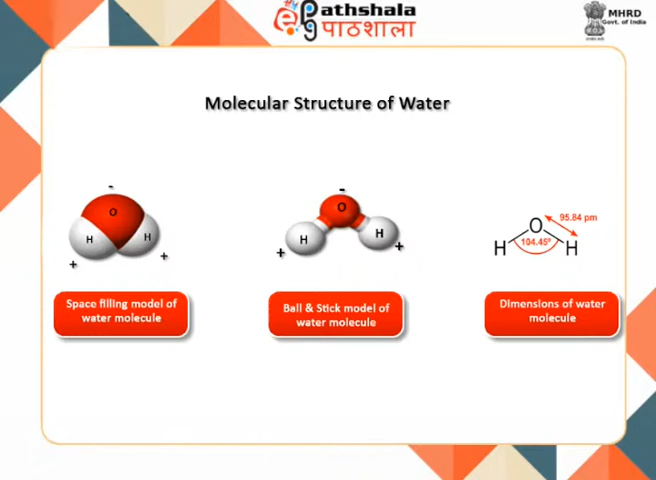 Pathshala
पाठशाला
MHRD
Govt. of India
Molecular Structure of Water
-
O
H
H
+
+
-
O
H
H
+
+
95.84 pm
O
104.45°
H
H
Space filling model of
water molecule
Ball & Stick model of
water molecule
Dimensions of water
molecule